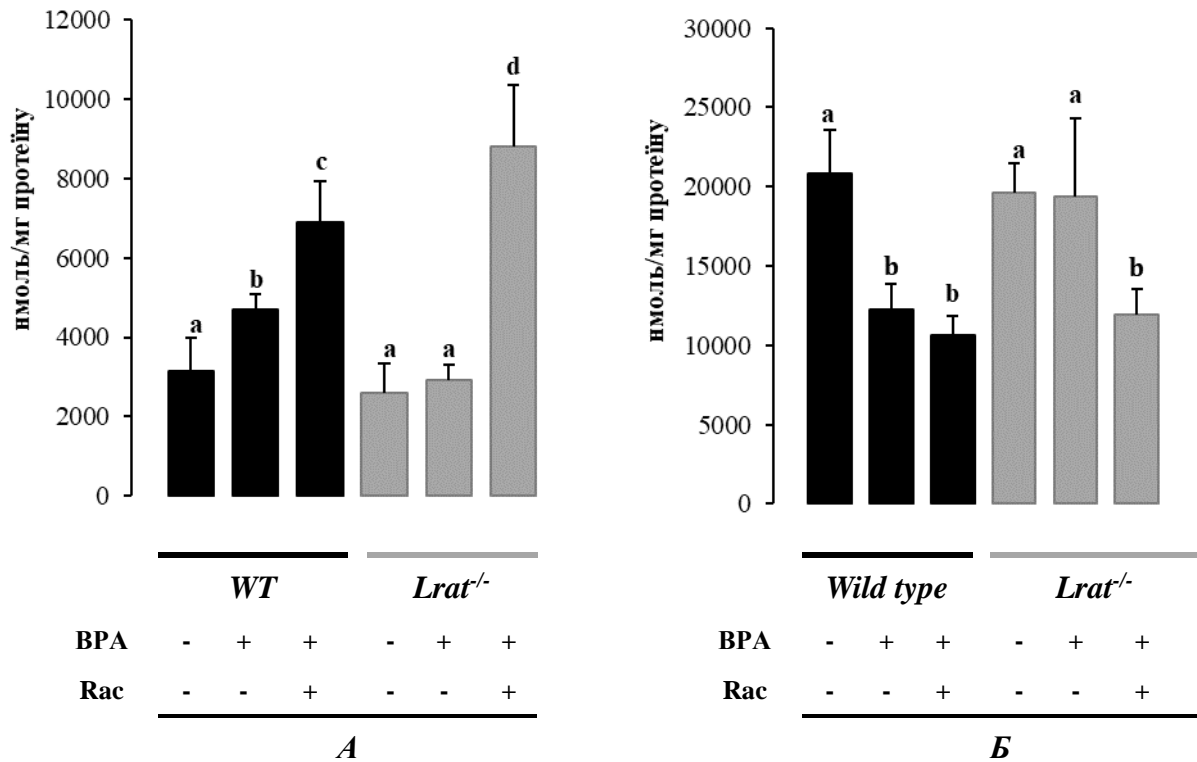 нмоль/мг протеїну
12000
10000
8000
6000
4000
2000
0
a
b
c
a
a
d
WT
Lrat-/-
BPA - + + - + +
Rac - - + - - +
А
нмоль/мг протеїну
30000
25000
20000
15000
10000
5000
0
a
b
b
a
a
b
Wild type
Lrat-/-
BPA - + + - + +
Rac - - + - - +
Б